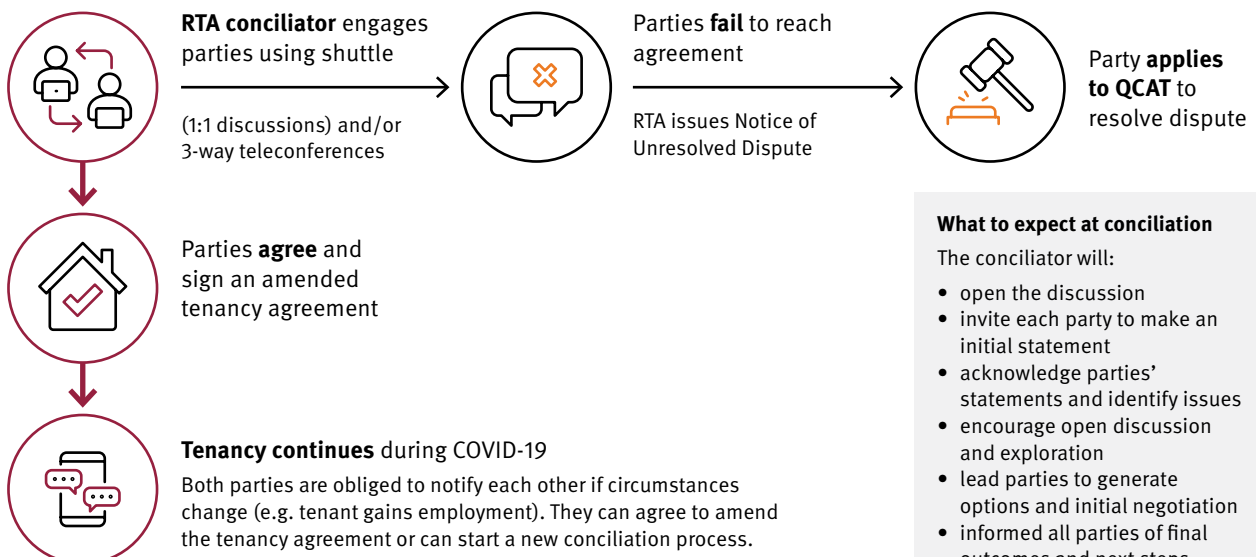 RTA conciliator engages
parties using shuttle
(1:1 discussions) and/or
3-way teleconferences
Parties fail to reach
agreement
RTA issues Notice of
Unresolved Dispute
Party applies
to QCAT to
resolve dispute
Parties agree and
sign an amended
tenancy agreement
Tenancy continues during COVID-19
Both parties are obliged to notify each other if circumstances
change (e.g. tenant gains employment). They can agree to amend
the tenancy agreement or can start a new conciliation process.
What to expect at conciliation
The conciliator will:
• open the discussion
• invite each party to make an
initial statement
• acknowledge parties’
statements and identify issues
• encourage open discussion
and exploration
• lead parties to generate
options and initial negotiation
• informed all parties of final
outcomes and next steps